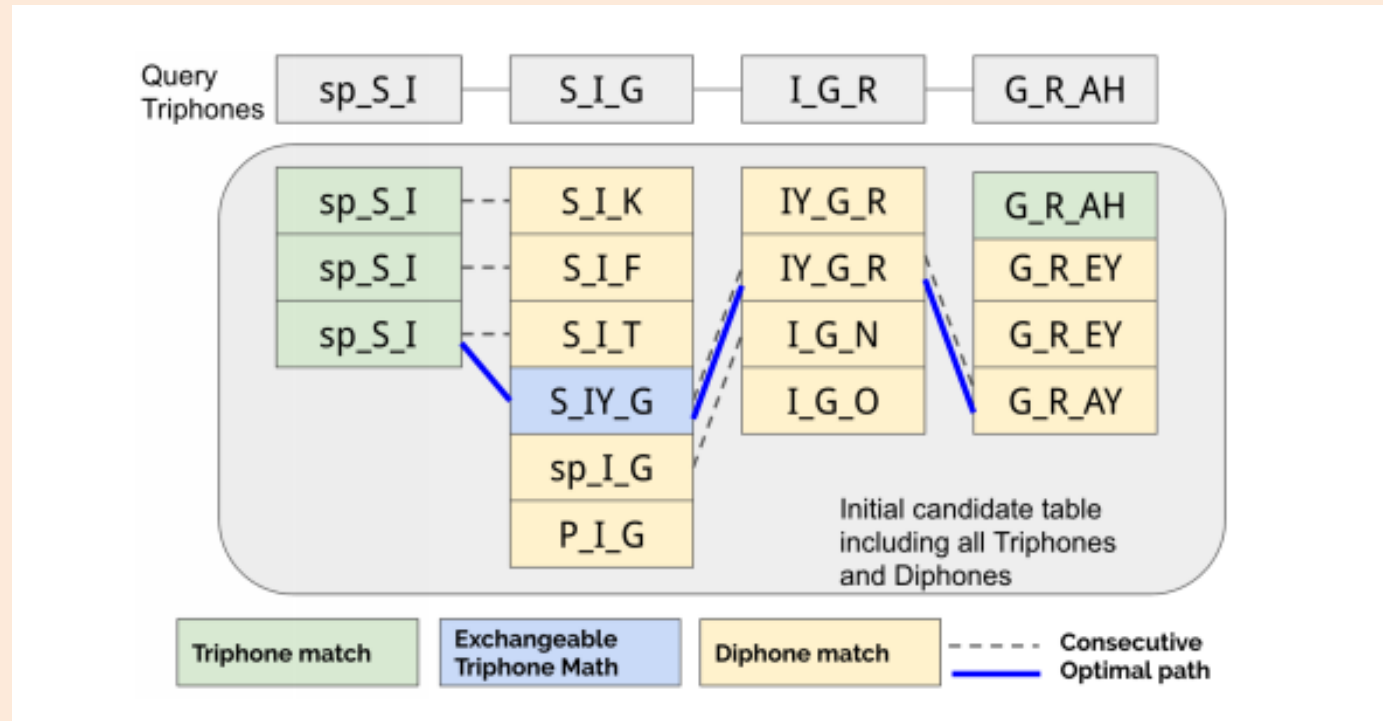 Query
Triphones
sp_S_I
S_I_G
I_G_R
G_R_AH
sp_S_I
sp_S_I
sp_S_I
S_I_K
S_I_F
S_I_T
S_IY_G
sp_I_G
P_I_G
IY_G_R
IY_G_R
I_G_N
I_G_O
G_R_AH
G_R_EY
G_R_EY
G_R_AY
Initial candidate table
including all Triphones
and Diphones
Triphone match
Exchangeable
Triphone Math
Diphone match
Consecutive
Optimal path